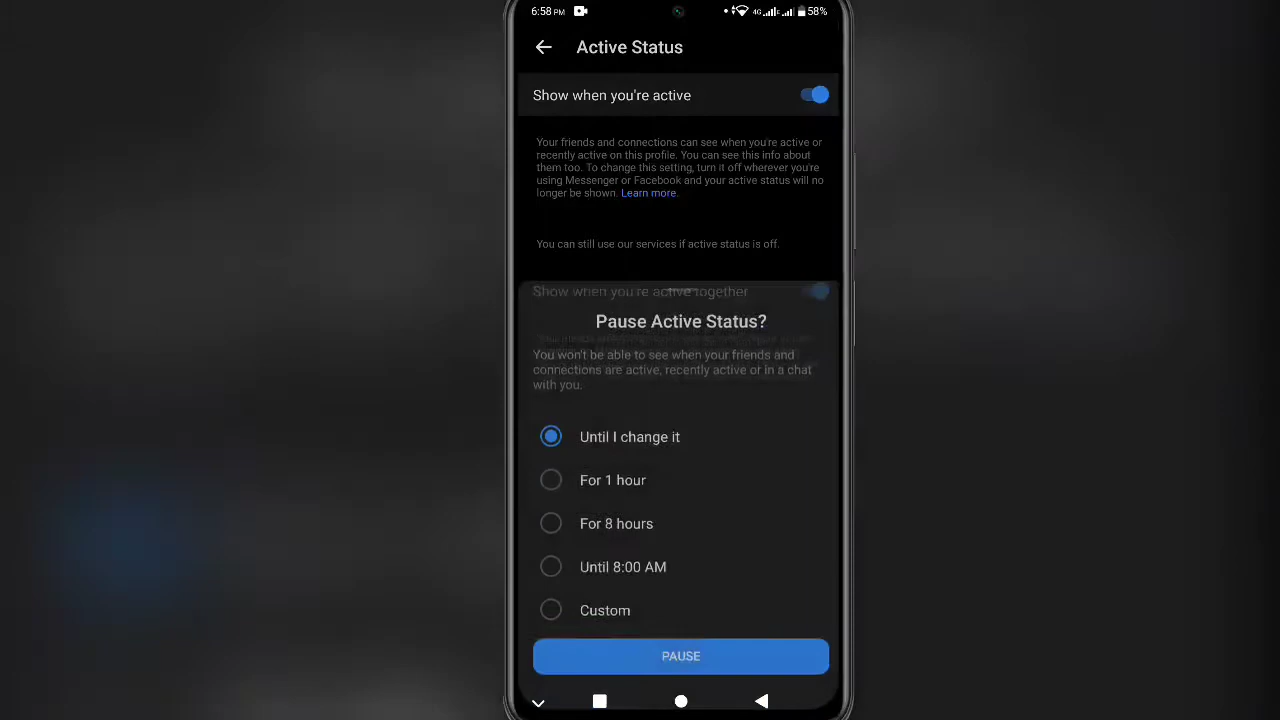 6:58 PM 4G 58%
Active Status
Show when you're active
Your friends and connections can see when you're active or
recently active on this profile. You can see this info about
them too. To change this setting, turn it off wherever you're
using Messenger or Facebook and your active status will no
longer be shown. Learn more.
You can still use our services if active status is off.
Show when you're active together
Pause Active Status?
You won't be able to see when your friends and
connections are active, recently active or in a chat
with you.
Until I change it
For 1 hour
For 8 hours
Until 8:00 AM
Custom
PAUSE